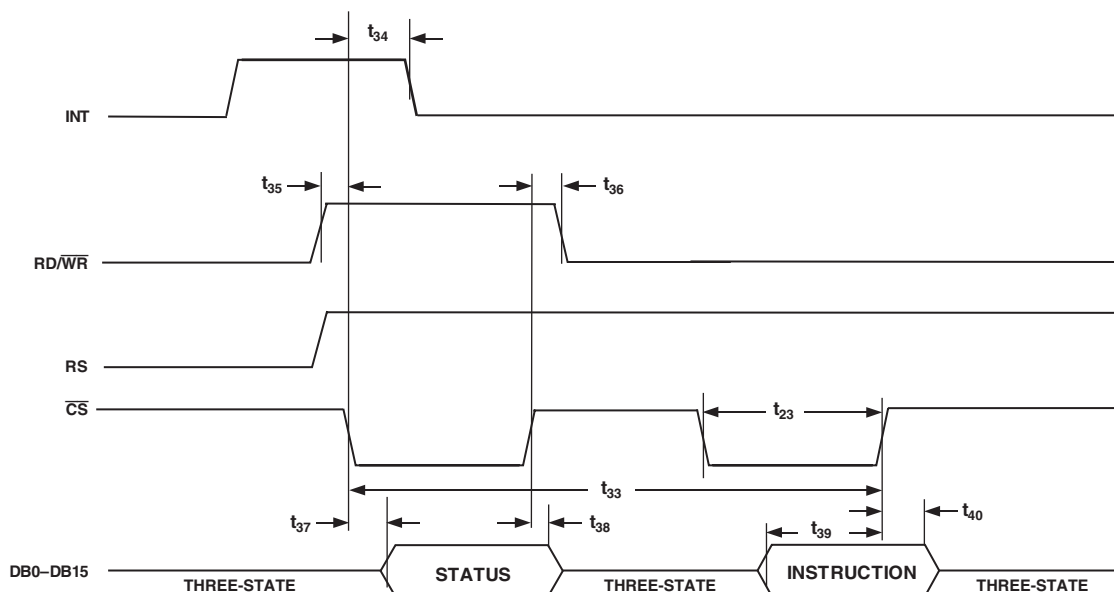 t34
INT
t35
t36
RD/WR
RS
CS
t23
t33
t37
t38
t39
t40
DB0–DB15
THREE-STATE
STATUS
THREE-STATE
INSTRUCTION
THREE-STATE